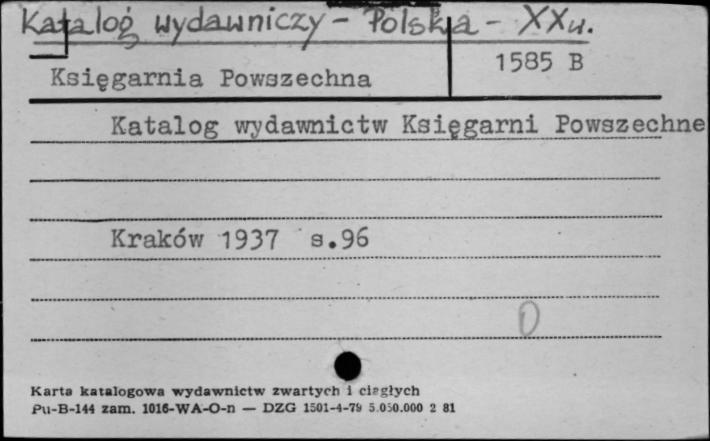 Katalog wydawniczy - Polska - XX w.
1585 B
Księgarnia Powszechna
Katalog wydawnictw Księgarni Powszechne
Kraków 1937 s.96
0
Karta katalogowa wydawnictw zwartych i ciągłych
Pu-B-144 zam. 1016-WA-O-n — DZG 1501-4-79 5.050.000 2 81